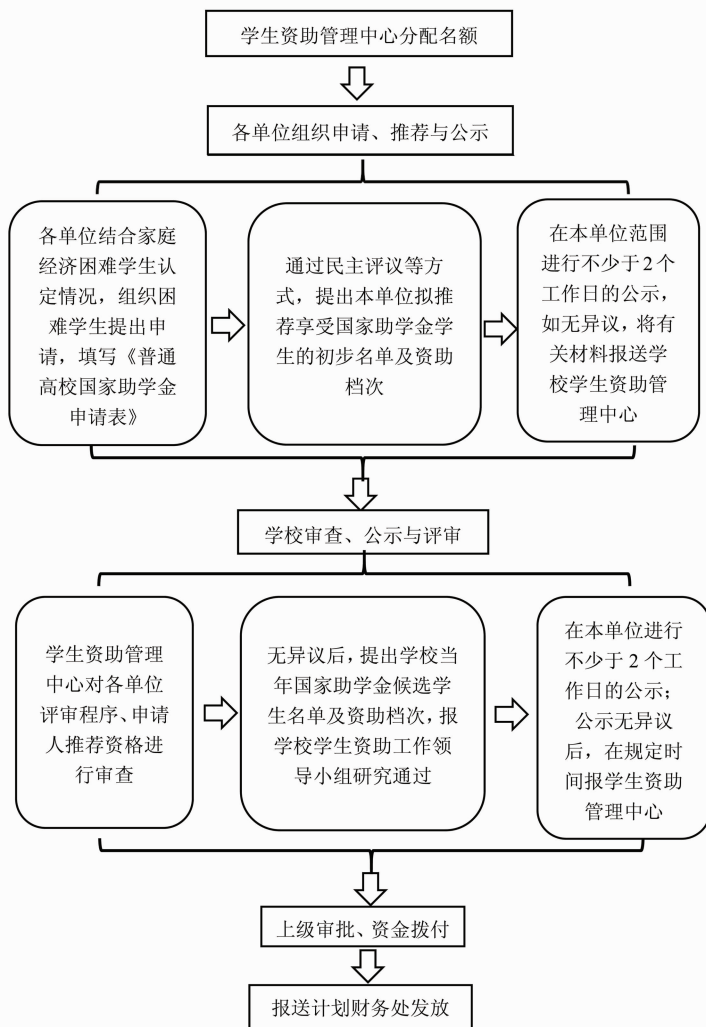 学生资助管理中心分配名额
各单位组织申请、推荐与公示
各单位结合家庭
经济困难学生认
定情况，组织困
难学生提出申
请，填写《普通
高校国家助学金
申请表》
通过民主评议等方
式，提出本单位拟推
荐享受国家助学金学
生的初步名单及资助
档次
在本单位范围
进行不少于 2 个
工作日的公示，
如无异议，将有
关材料报送学
校学生资助管
理中心
学校审查、公示与评审
学生资助管理
中心对各单位
评审程序、申请
人推荐资格进
行审查
无异议后，提出学校当
年国家助学金候选学
生名单及资助档次，报
学校学生资助工作领
导小组研究通过
在本单位进行
不少于 2 个工
作日的公示；
公示无异议
后，在规定时
间报学生资助
管理中心
上级审批、资金拨付
报送计划财务处发放